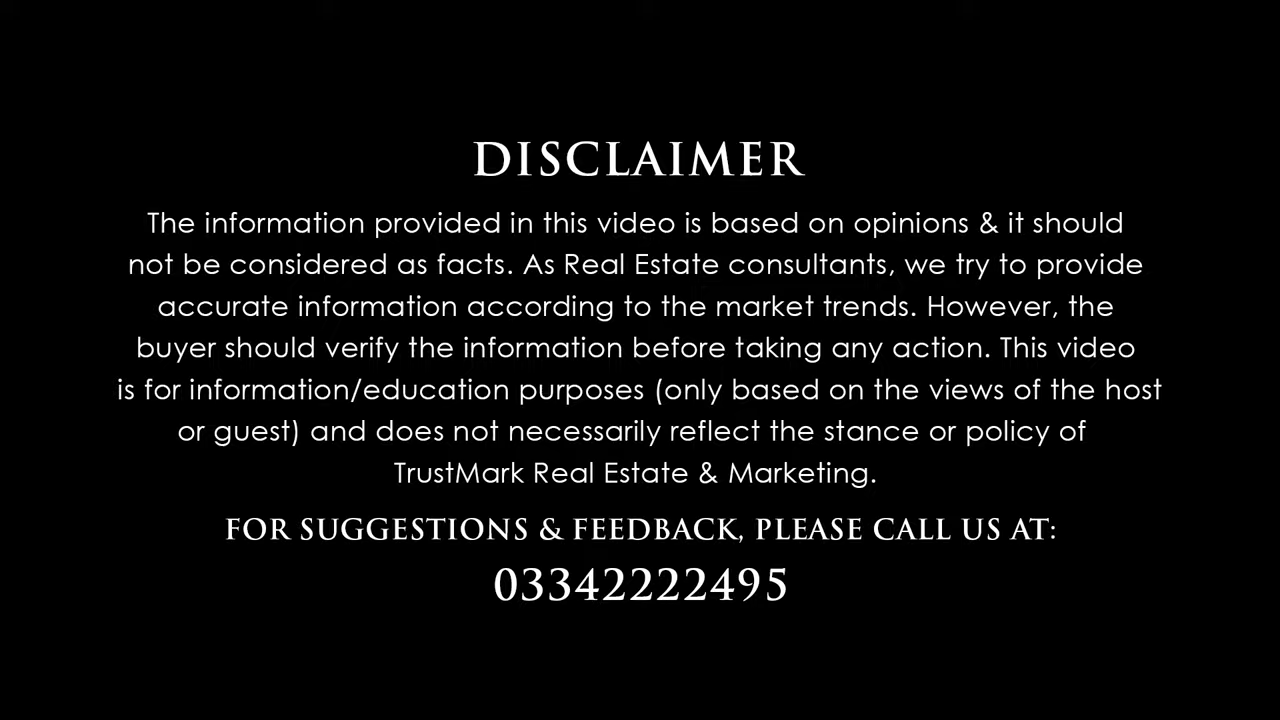 DISCLAIMER
The information provided in this video is based on opinions & it should
not be considered as facts. As Real Estate consultants, we try to provide
accurate information according to the market trends. However, the
buyer should verify the information before taking any action. This video
is for information/education purposes (only based on the views of the host
or guest) and does not necessarily reflect the stance or policy of
TrustMark Real Estate & Marketing.
FOR SUGGESTIONS & FEEDBACK, PLEASE CALL US AT:
03342222495